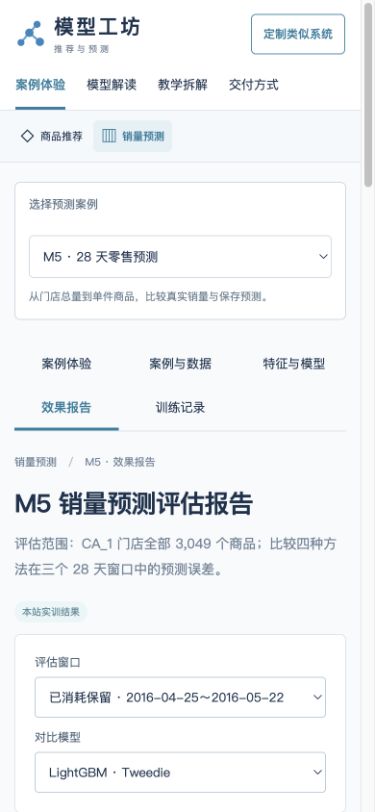 模型工坊
推荐与预测
定制类似系统
案例体验 模型解读 教学拆解 交付方式
商品推荐 销量预测
选择预测案例
M5 · 28 天零售预测
从门店总量到单件商品，比较真实销量与保存预测。
案例体验 案例与数据 特征与模型
效果报告 训练记录
销量预测 / M5 · 效果报告
M5 销量预测评估报告
评估范围：CA_1 门店全部 3,049 个商品；比较四种方
法在三个 28 天窗口中的预测误差。
本站实训结果
评估窗口
已消耗保留 · 2016-04-25～2016-05-22
对比模型
LightGBM · Tweedie